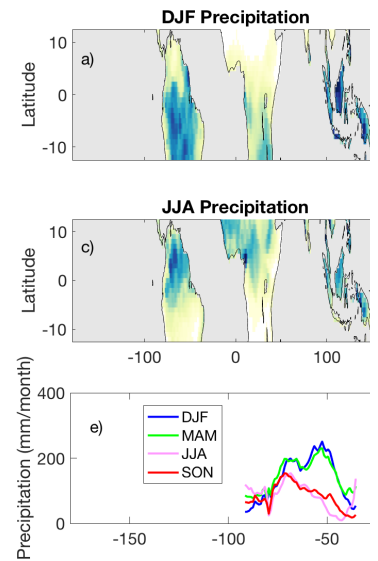 DJF Precipitation
a)
Latitude
10
0
-10
JJA Precipitation
c)
Latitude
10
0
-10
-100 0 100
Precipitation (mm/month)
400
200
0
e)
DJF
MAM
JJA
SON
-150 -100 -50